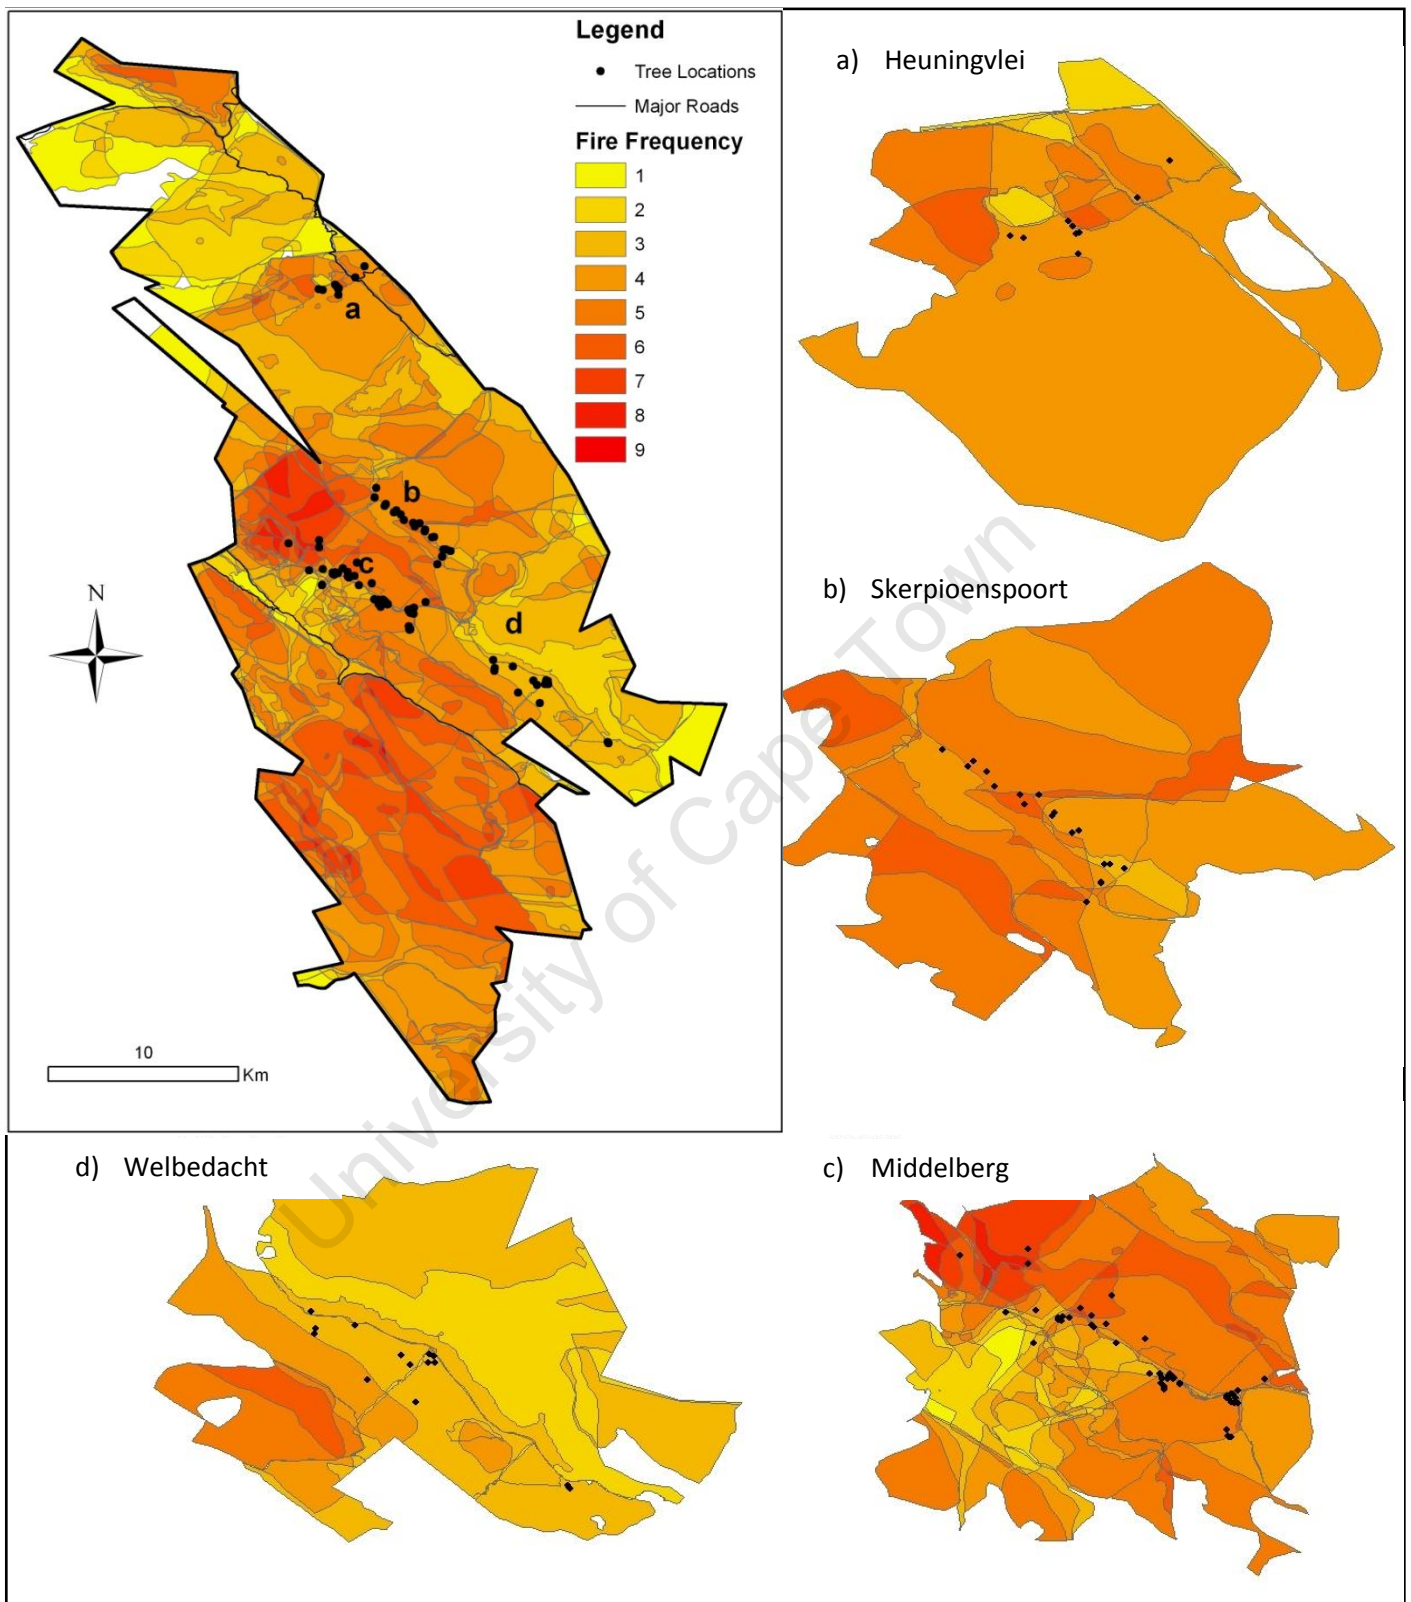 Legend
Tree Locations
Major Roads
Fire Frequency
1
2
3
4
5
6
7
8
9
a
b
c
d
N
10
Km
a) Heuningvlei
b) Skerpioenspoort
d) Welbedacht
c) Middelberg
University of Cape Town